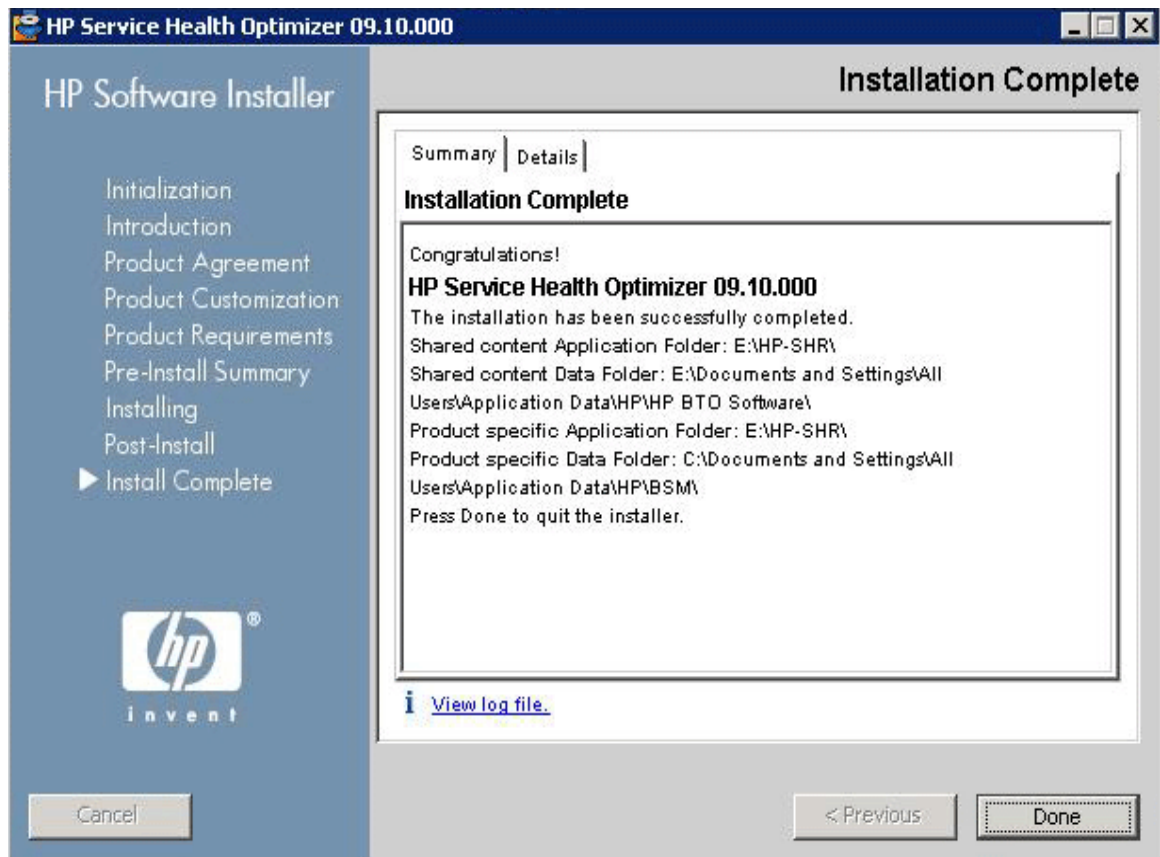 HP Service Health Optimizer 09.10.000
HP Software Installer
Initialization
Introduction
Product Agreement
Product Customization
Product Requirements
Pre-Install Summary
Installing
Post-Install
Install Complete
hp
®
invent
Cancel
Installation Complete
Summary
Details
Installation Complete
Congratulations!
HP Service Health Optimizer 09.10.000
The installation has been successfully completed.
Shared content Application Folder: E:\HP-SHR\
Shared content Data Folder: E:\Documents and Settings\All
Users\Application Data\HP\HP BTO Software\
Product specific Application Folder: E:\HP-SHR\
Product specific Data Folder: C:\Documents and Settings\All
Users\Application Data\HP\BSM\
Press Done to quit the installer.
i View log file.
< Previous
Done